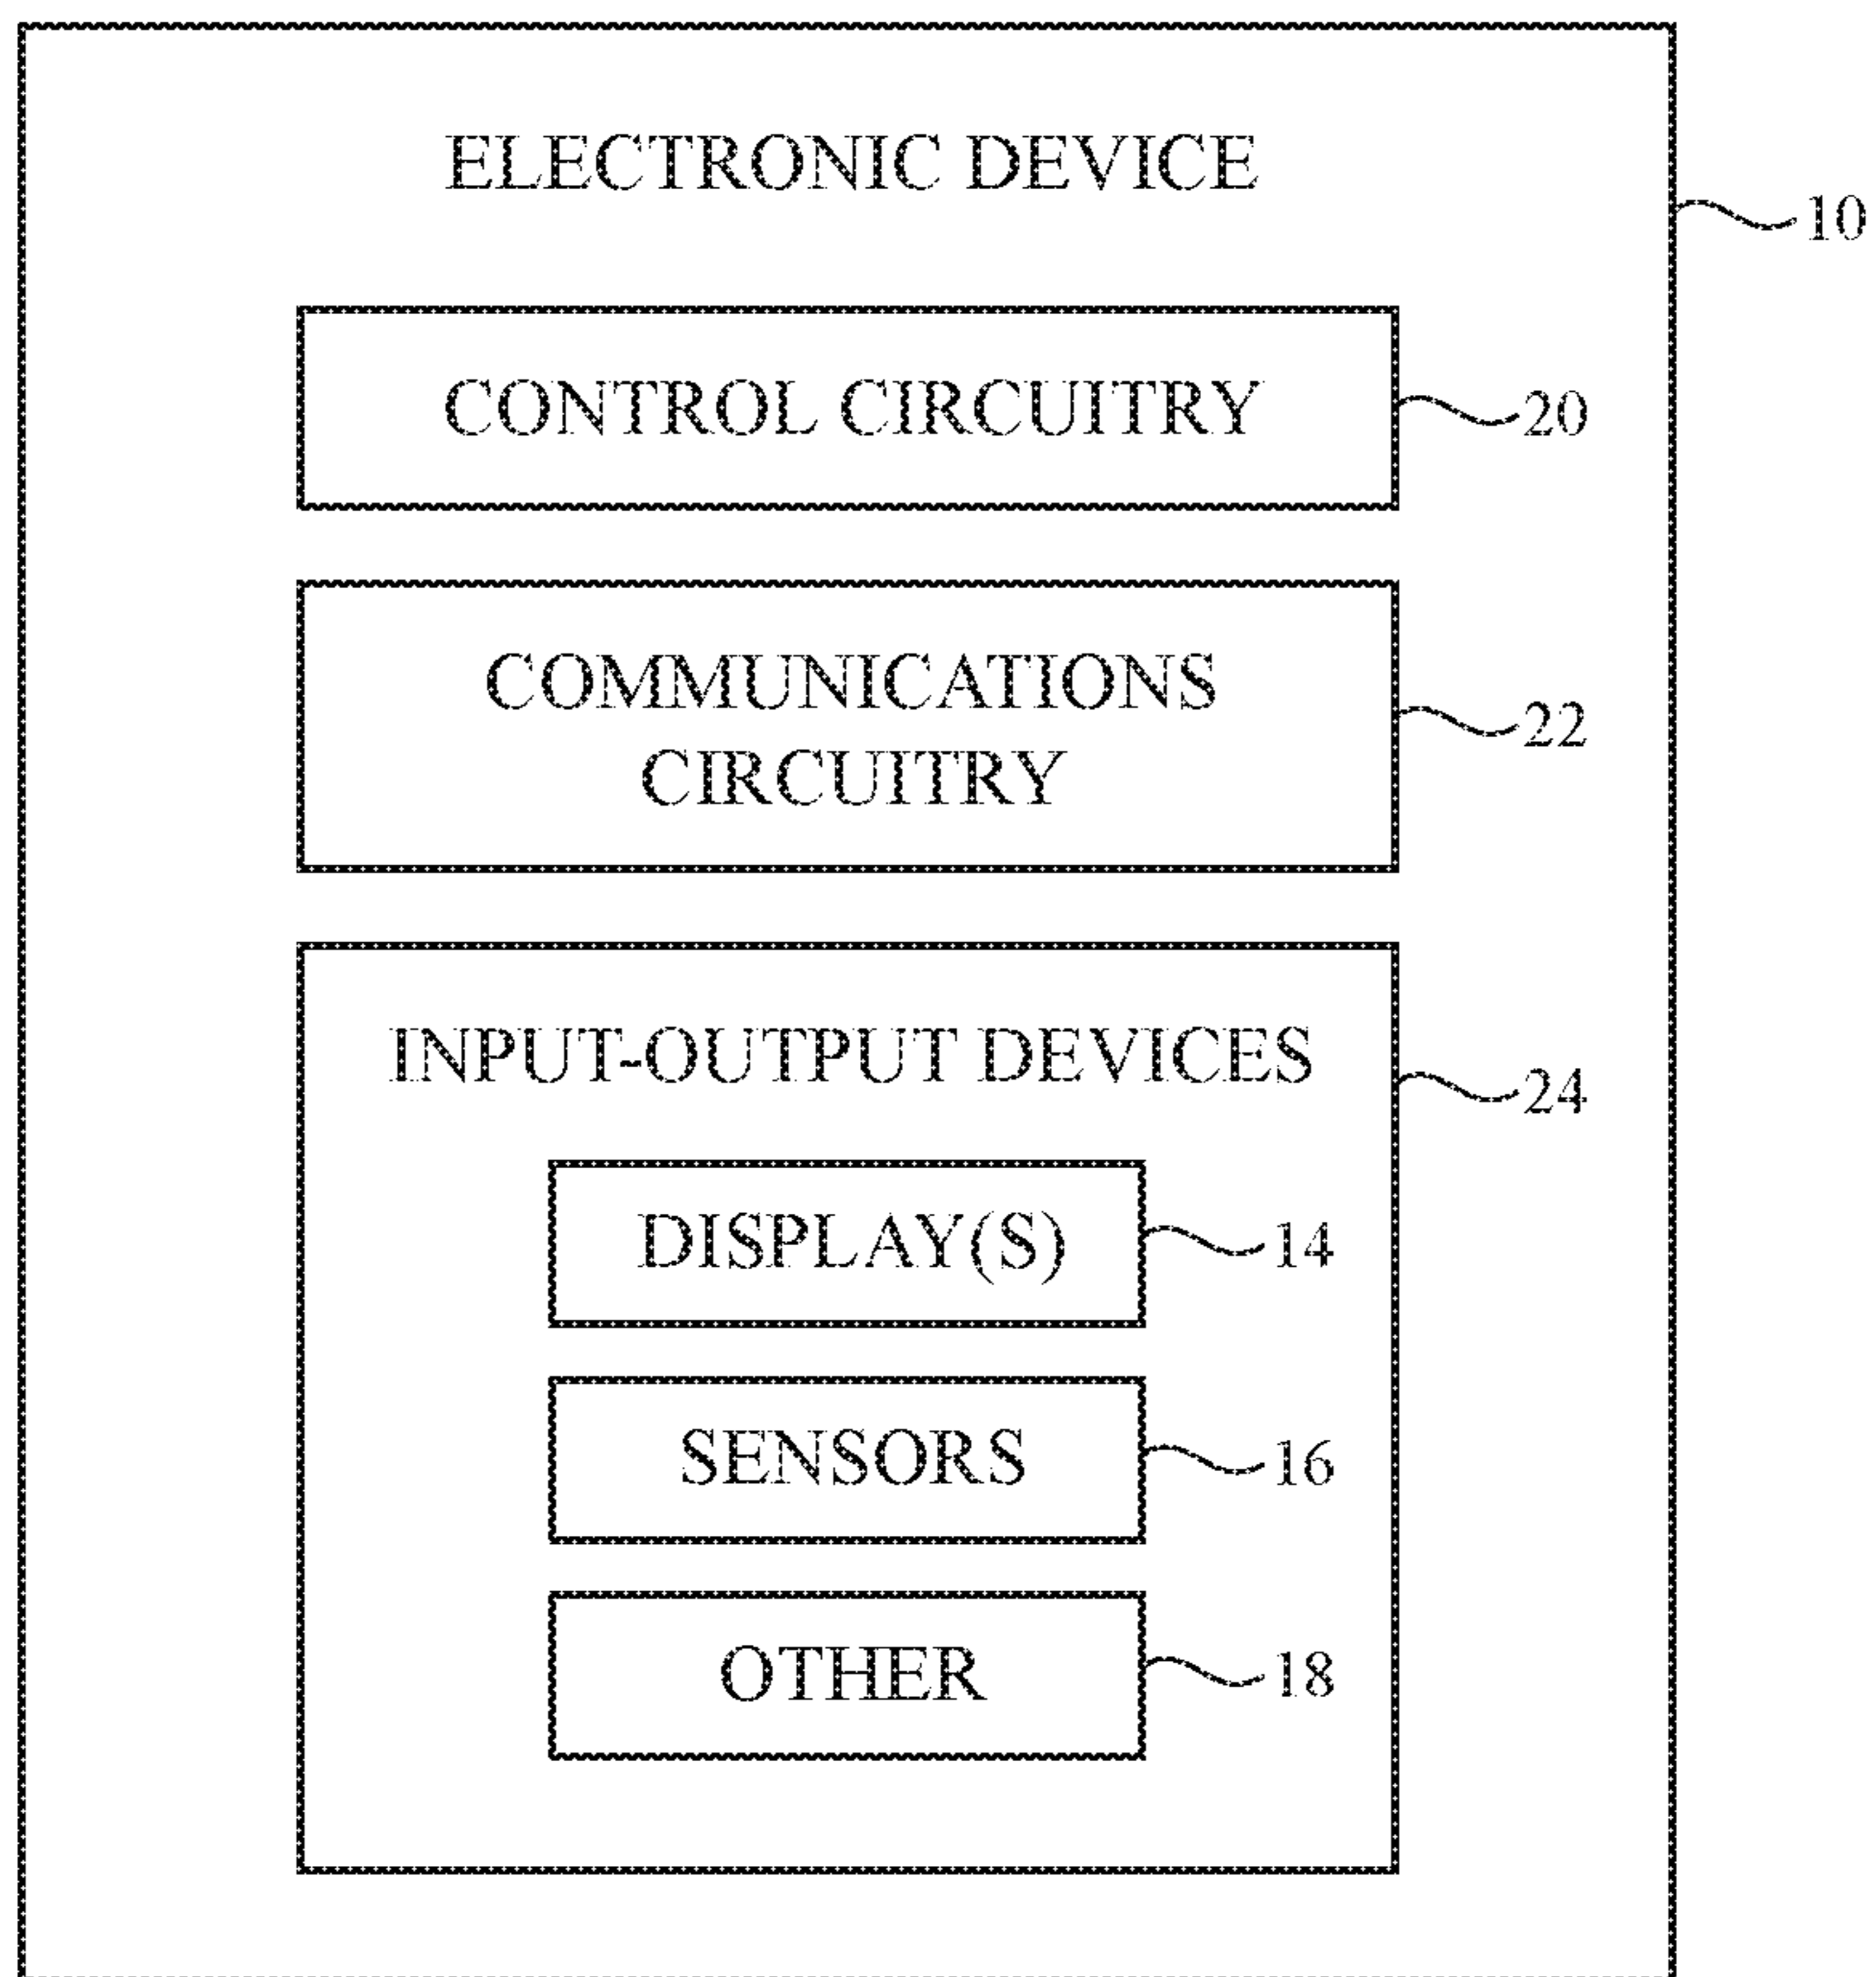 ELECTRONIC DEVICE
10
CONTROL CIRCUITRY
20
COMMUNICATIONS
CIRCUITRY
22
INPUT-OUTPUT DEVICES
24
DISPLAY(S)
14
SENSORS
16
OTHER
18